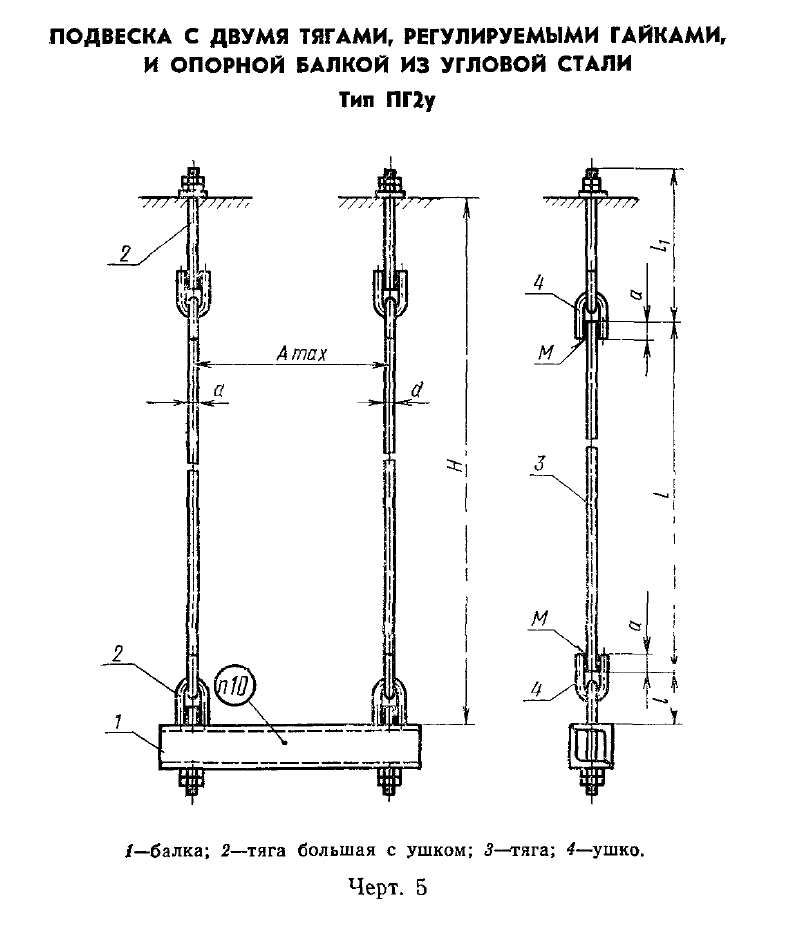 ПОДВЕСКА С ДВУМЯ ТЯГАМИ, РЕГУЛИРУЕМЫМИ ГАЙКАМИ,
И ОПОРНОЙ БАЛКОЙ ИЗ УГЛОВОЙ СТАЛИ
Тип ПГ2у
2
4
l₁
a
М
A max
d
d
H
3
L
М
a
2
п10
4
l
1
1—балка; 2—тяга большая с ушком; 3—тяга; 4—ушко.
Черт. 5